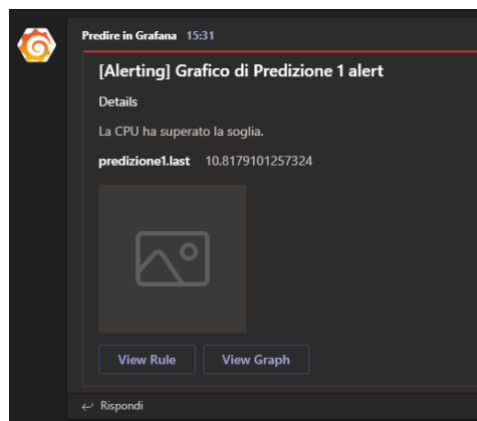 Predire in Grafana 15:31
[Alerting] Grafico di Predizione 1 alert
Details
La CPU ha superato la soglia.
predizione1.last 10.8179101257324
View Rule View Graph
Rispondi